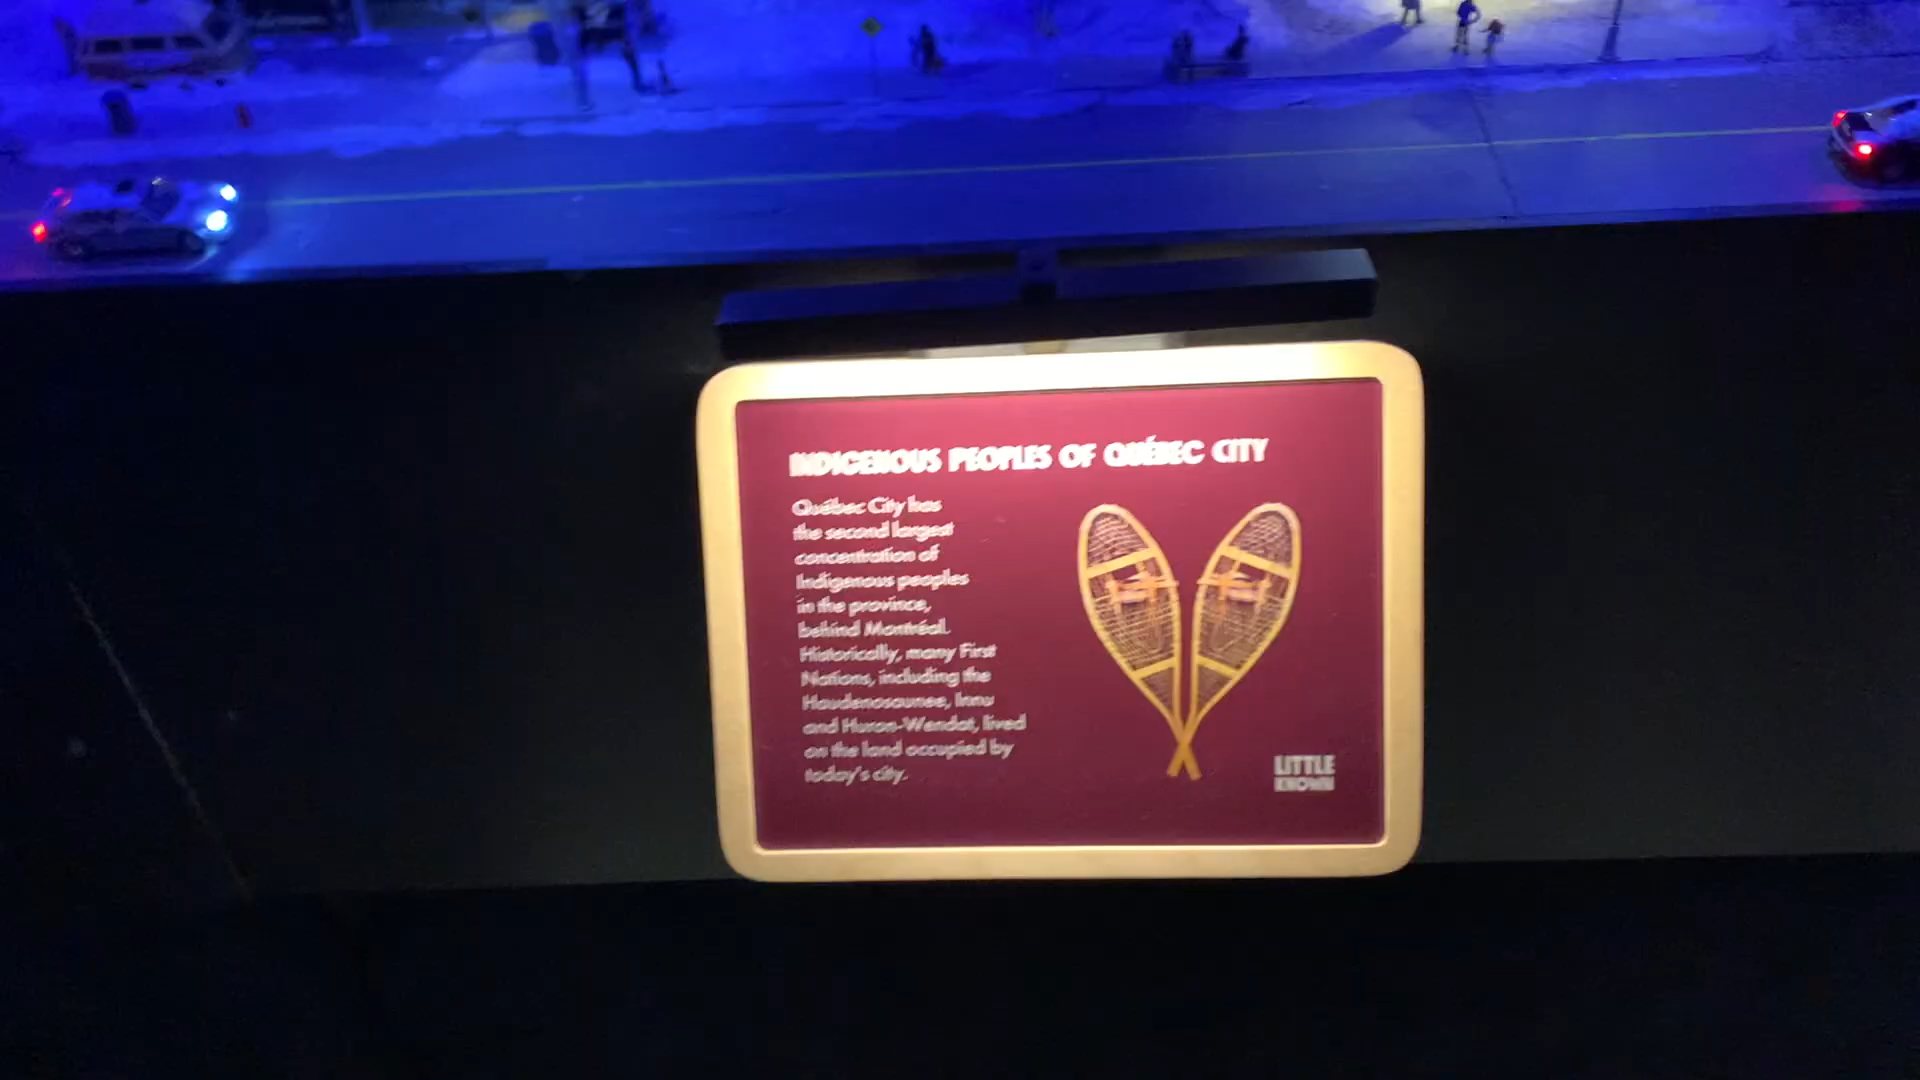 INDIGENOUS PEOPLES OF QUÉBEC CITY
Québec City has
the second largest
concentration of
Indigenous peoples
in the province,
behind Montréal.
Historically, many First
Nations, including the
Haudenosaunee, Innu
and Huron-Wendat, lived
on the land occupied by
today's city.
LITTLE
KNOWN